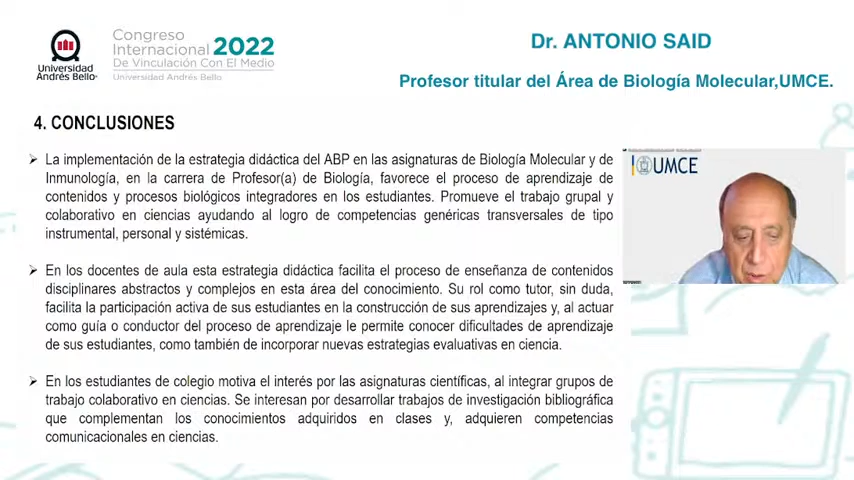 Universidad
Andrés Bello
Congreso
Internacional 2022
De Vinculación Con El Medio
Universidad Andrés Bello
Dr. ANTONIO SAID
Profesor titular del Área de Biología Molecular,UMCE.
4. CONCLUSIONES
UMCE
➢ La implementación de la estrategia didáctica del ABP en las asignaturas de Biología Molecular y de
Inmunología, en la carrera de Profesor(a) de Biología, favorece el proceso de aprendizaje de
contenidos y procesos biológicos integradores en los estudiantes. Promueve el trabajo grupal y
colaborativo en ciencias ayudando al logro de competencias genéricas transversales de tipo
instrumental, personal y sistémicas.
➢ En los docentes de aula esta estrategia didáctica facilita el proceso de enseñanza de contenidos
disciplinares abstractos y complejos en esta área del conocimiento. Su rol como tutor, sin duda,
facilita la participación activa de sus estudiantes en la construcción de sus aprendizajes y, al actuar
como guía o conductor del proceso de aprendizaje le permite conocer dificultades de aprendizaje
de sus estudiantes, como también de incorporar nuevas estrategias evaluativas en ciencia.
➢ En los estudiantes de colegio motiva el interés por las asignaturas científicas, al integrar grupos de
trabajo colaborativo en ciencias. Se interesan por desarrollar trabajos de investigación bibliográfica
que complementan los conocimientos adquiridos en clases y, adquieren competencias
comunicacionales en ciencias.